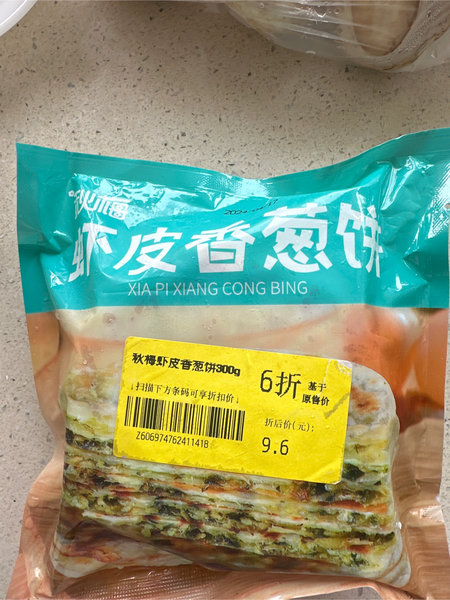 虾皮香葱饼
XIA PI XIANG CONG BING
秋梅虾皮香葱饼300g
↓扫描下方条码可享折扣价↓
Z606974762411418
6折 基于原售价
折后价(元):
9.6